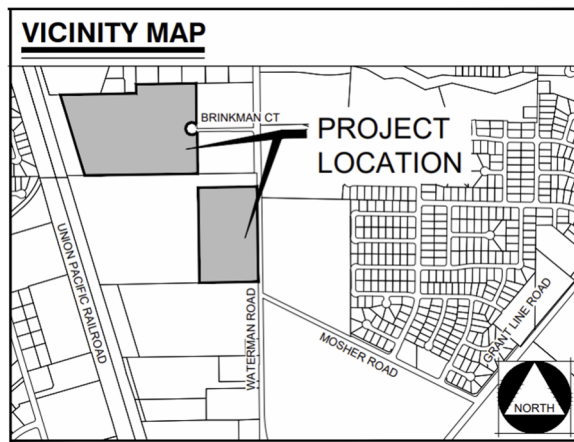 VICINITY MAP
BRINKMAN CT
PROJECT
LOCATION
UNION PACIFIC RAILROAD
WATERMAN ROAD
MOSHER ROAD
GRANT LINE ROAD
NORTH